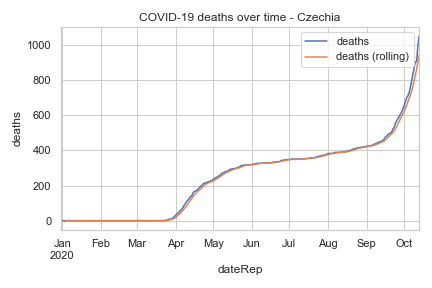 COVID-19 deaths over time - Czechia
deaths
deaths (rolling)
1000
800
600
400
200
0
deaths
Jan Feb Mar Apr May Jun Jul Aug Sep Oct
2020
dateRep